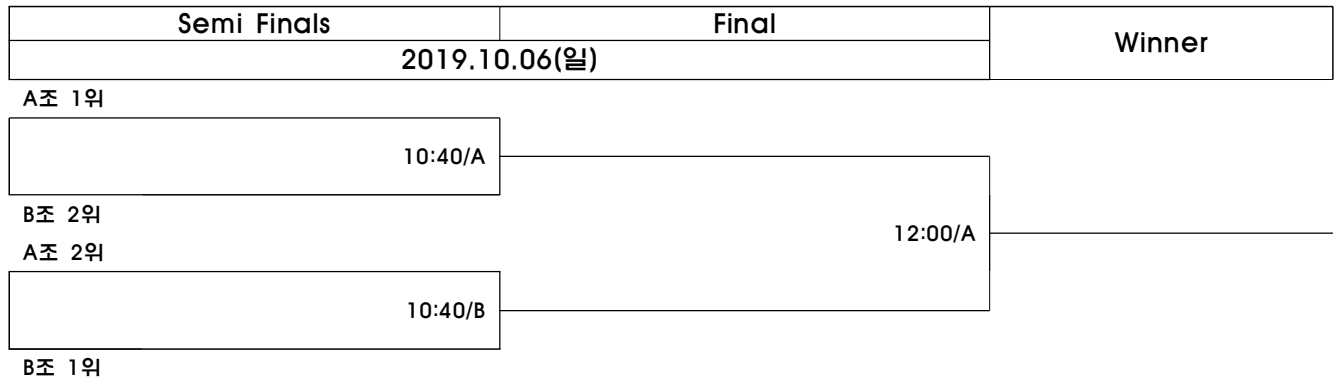 Semi Finals Final Winner
2019.10.06(일)
A조 1위
10:40/A
B조 2위
12:00/A
A조 2위
10:40/B
B조 1위